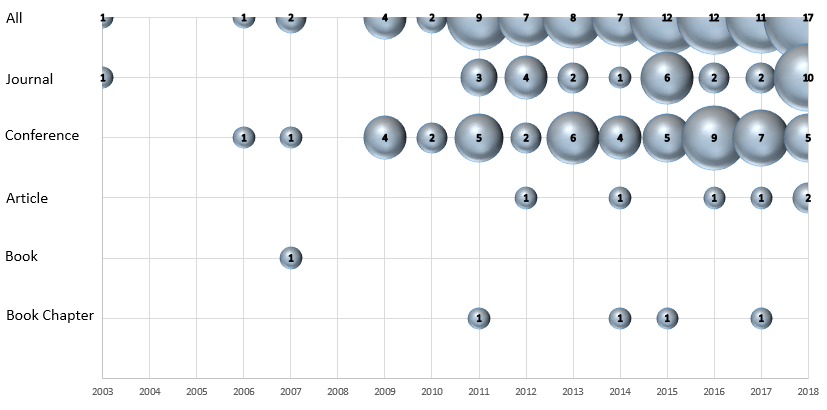 All 1 1 2 4 2 9 7 8 7 12 12 11 17
Journal 1 3 4 2 1 6 2 2 10
Conference 1 1 4 2 5 2 6 4 5 9 7 5
Article 1 1 1 1 2
Book 1
Book Chapter 1 1 1 1
2003 2004 2005 2006 2007 2008 2009 2010 2011 2012 2013 2014 2015 2016 2017 2018